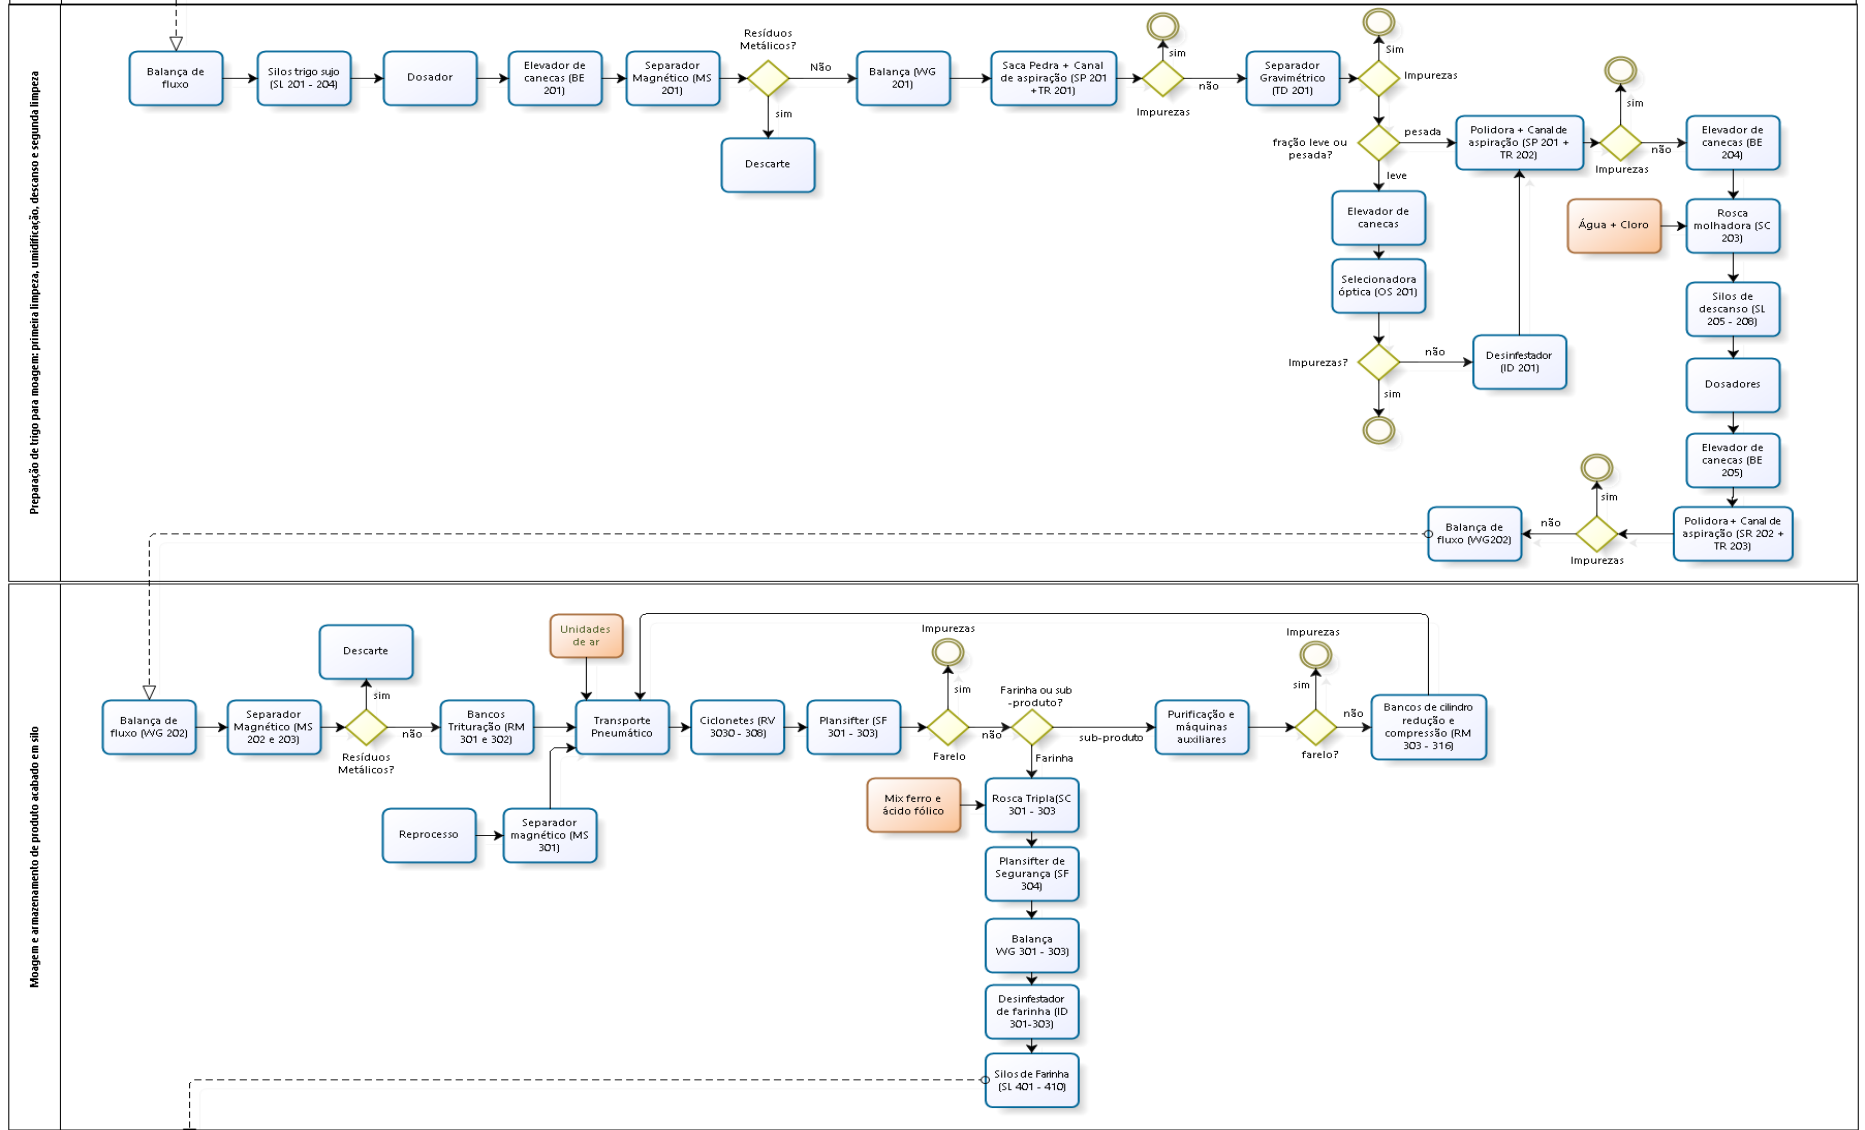 Preparação de trigo para moagem: primeira limpeza, umidificação, descanso e segunda limpeza
Balança de
fluxo
Silos trigo sujo
(SL 201 - 204)
Dosador
Elevador de
canecas (BE
201)
Separador
Magnético (MS
201)
Resíduos
Metálicos?
Não
sim
Descarte
Balança (WG
201)
Saca Pedra + Canal
de aspiração (SP 201
+TR 201)
sim
não
Impurezas
Separador
Gravimétrico
(TD 201)
Sim
Impurezas
fração leve ou
pesada?
pesada
leve
Polidora + Canal de
aspiração (SP 201 +
TR 202)
sim
não
Impurezas
Elevador de
canecas (BE
204)
Elevador de
canecas
Água + Cloro
Rosca
molhadora (SC
203)
Selecionadora
óptica (OS 201)
Silos de
descanso (SL
205 - 208)
Impurezas?
não
sim
Desinfestador
(ID 201)
Dosadores
Elevador de
canecas (BE
205)
Polidora + Canal de
aspiração (SR 202 +
TR 203)
sim
não
Impurezas
Balança de
fluxo (WG202)
Moagem e armazenamento de produto acabado em silo
Balança de
fluxo (WG 202)
Separador
Magnético (MS
202 e 203)
Descarte
sim
não
Resíduos
Metálicos?
Bancos
Trituração (RM
301 e 302)
Unidades
de ar
Transporte
Pneumático
Reprocesso
Separador
magnético (MS
301)
Ciclonetes (RV
3030 - 308)
Plansifter (SF
301 - 303)
Impurezas
sim
não
Farelo
Farinha ou sub
-produto?
sub-produto
Farinha
Purificação e
máquinas
auxiliares
Impurezas
sim
não
farelo?
Bancos de cilindro
redução e
compressão (RM
303 - 316)
Mix ferro e
ácido fólico
Rosca Tripla(SC
301 - 303
Plansifter de
Segurança (SF
304)
Balança
WG 301 - 303)
Desinfestador
de farinha (ID
301-303)
Silos de Farinha
(SL 401 - 410)